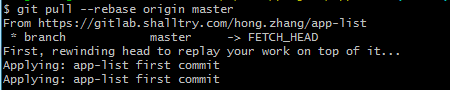 $ git pull --rebase origin master
From https://gitlab.shalltry.com/hong.zhang/app-list
 * branch            master     -> FETCH_HEAD
First, rewinding head to replay your work on top of it...
Applying: app-list first commit
Applying: app-list first commit